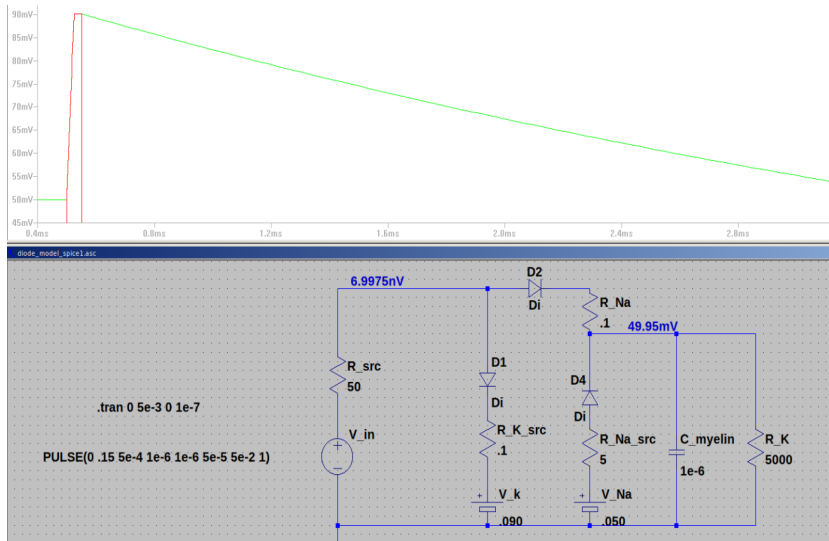 90mV
85mV
80mV
75mV
70mV
65mV
60mV
55mV
50mV
45mV
0.4ms 0.8ms 1.2ms 1.6ms 2.0ms 2.4ms 2.8ms
diode_model_spice1.asc
D2
6.9975nV
Di
R_Na
.1
49.95mV
R_src
50
D1
Di
D4
Di
.tran 0 5e-3 0 1e-7
V_in
R_K_src
.1
R_Na_src
5
C_myelin
1e-6
R_K
5000
PULSE(0 .15 5e-4 1e-6 1e-6 5e-5 5e-2 1)
V_k
.090
V_Na
.050